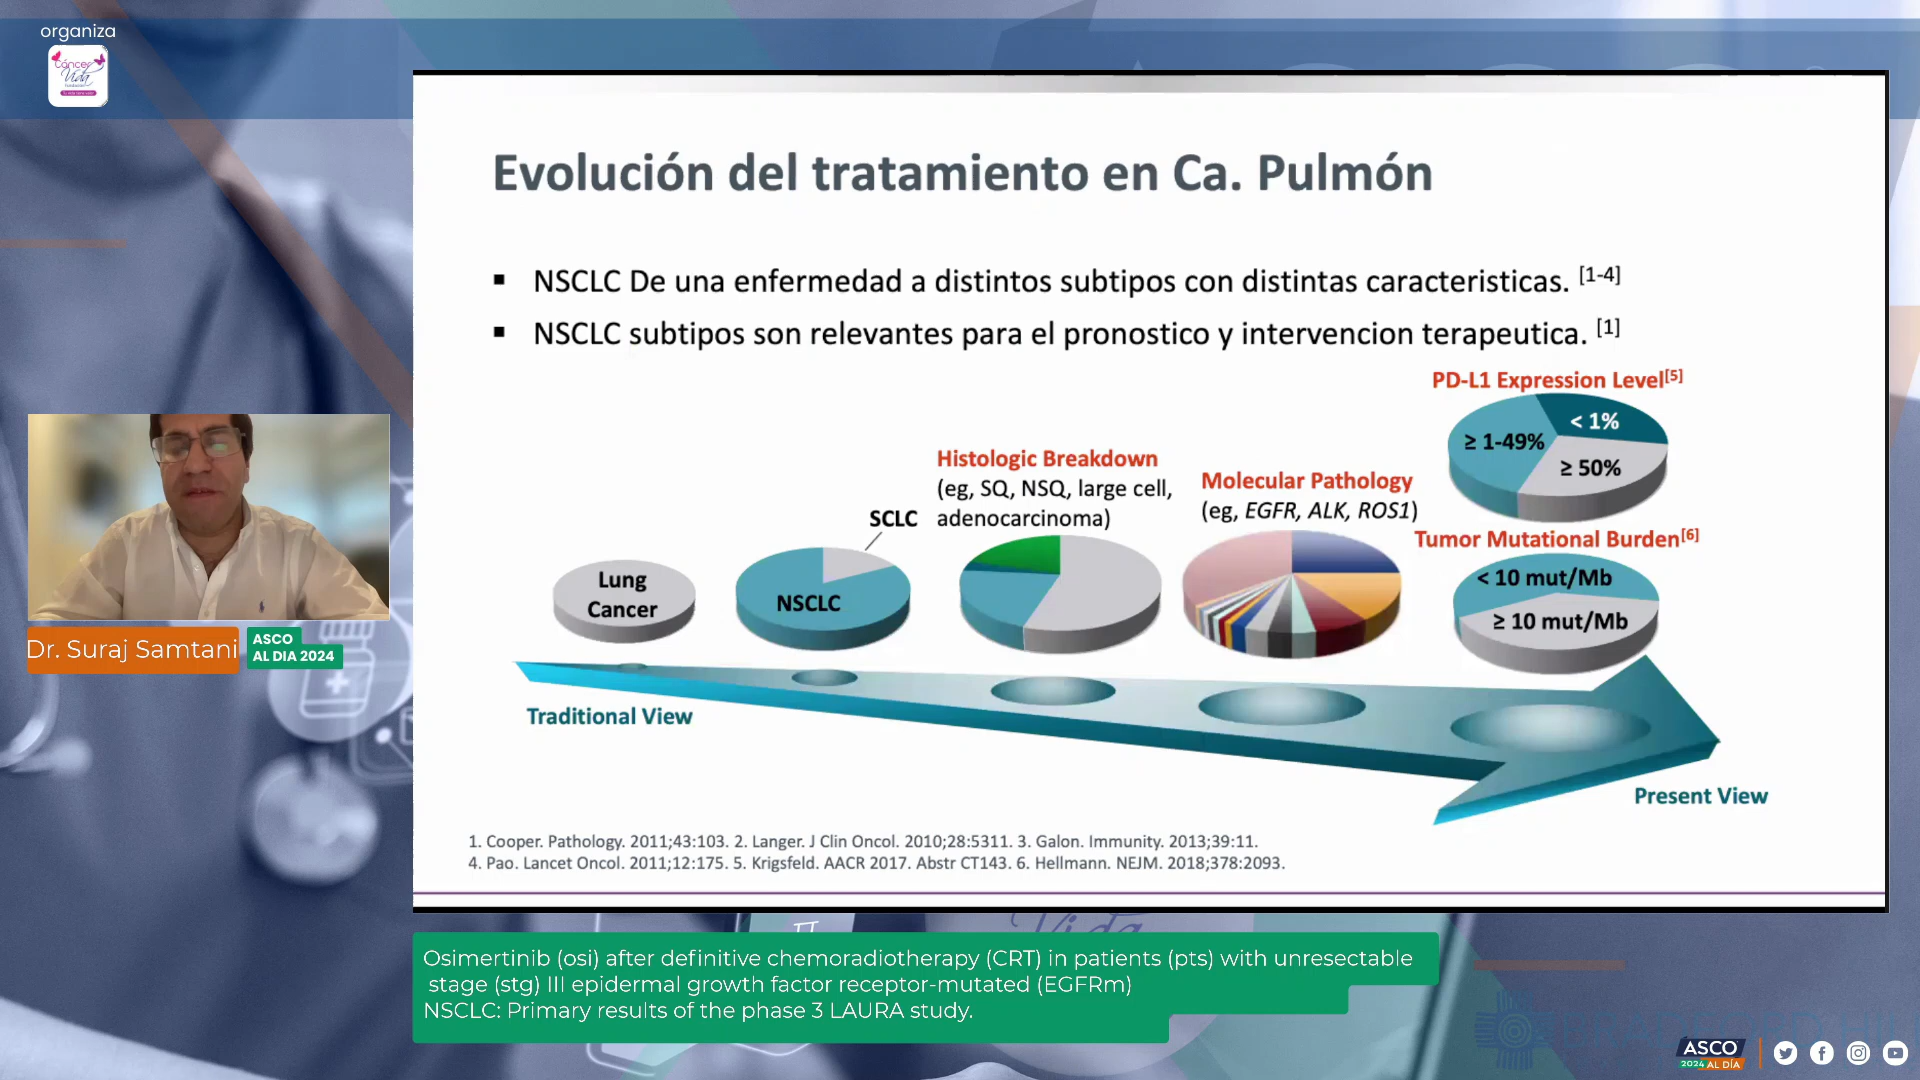 organiza
Cáncer
Vida
Evolución del tratamiento en Ca. Pulmón
▪ NSCLC De una enfermedad a distintos subtipos con distintas caracteristicas. [1-4]
▪ NSCLC subtipos son relevantes para el pronostico y intervencion terapeutica. [1]
PD-L1 Expression Level[5]
< 1%
≥ 1-49%
≥ 50%
Histologic Breakdown
(eg, SQ, NSQ, large cell,
adenocarcinoma)
Molecular Pathology
(eg, EGFR, ALK, ROS1)
SCLC
Tumor Mutational Burden[6]
< 10 mut/Mb
≥ 10 mut/Mb
Lung
Cancer
NSCLC
Traditional View
Present View
1. Cooper. Pathology. 2011;43:103. 2. Langer. J Clin Oncol. 2010;28:5311. 3. Galon. Immunity. 2013;39:11.
4. Pao. Lancet Oncol. 2011;12:175. 5. Krigsfeld. AACR 2017. Abstr CT143. 6. Hellmann. NEJM. 2018;378:2093.
Dr. Suraj Samtani
ASCO
AL DIA 2024
Osimertinib (osi) after definitive chemoradiotherapy (CRT) in patients (pts) with unresectable
stage (stg) III epidermal growth factor receptor-mutated (EGFRm)
NSCLC: Primary results of the phase 3 LAURA study.
Vida
BRADFORD HILL
ASCO
2024 AL DÍA